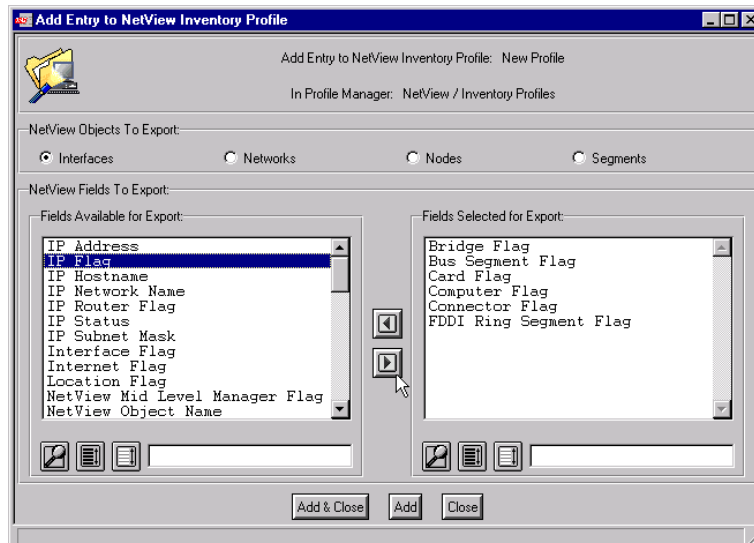 Add Entry to NetView Inventory Profile
Add Entry to NetView Inventory Profile: New Profile
In Profile Manager: NetView / Inventory Profiles
NetView Objects To Export:
Interfaces
Networks
Nodes
Segments
NetView Fields To Export:
Fields Available for Export:
IP Address
IP Flag
IP Hostname
IP Network Name
IP Router Flag
IP Status
IP Subnet Mask
Interface Flag
Internet Flag
Location Flag
NetView Mid Level Manager Flag
NetView Object Name
Fields Selected for Export:
Bridge Flag
Bus Segment Flag
Card Flag
Computer Flag
Connector Flag
FDDI Ring Segment Flag
Add & Close
Add
Close